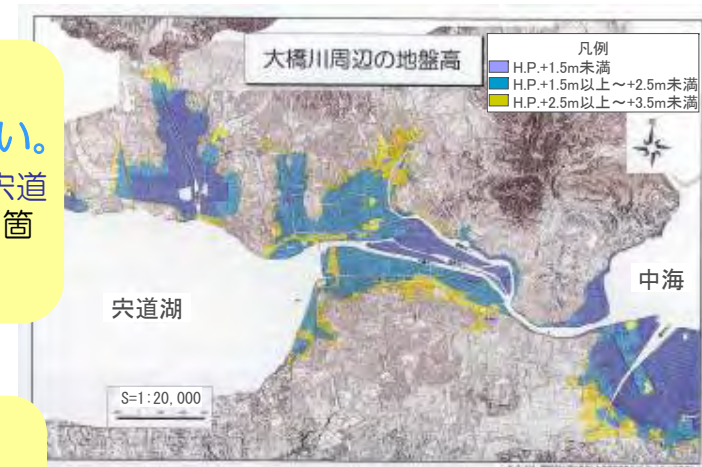 い。
宍道
箇
大橋川周辺の地盤高
凡例
H.P.+1.5m未満
H.P.+1.5m以上～+2.5m未満
H.P.+2.5m以上～+3.5m未満
中海
宍道湖
S=1:20,000